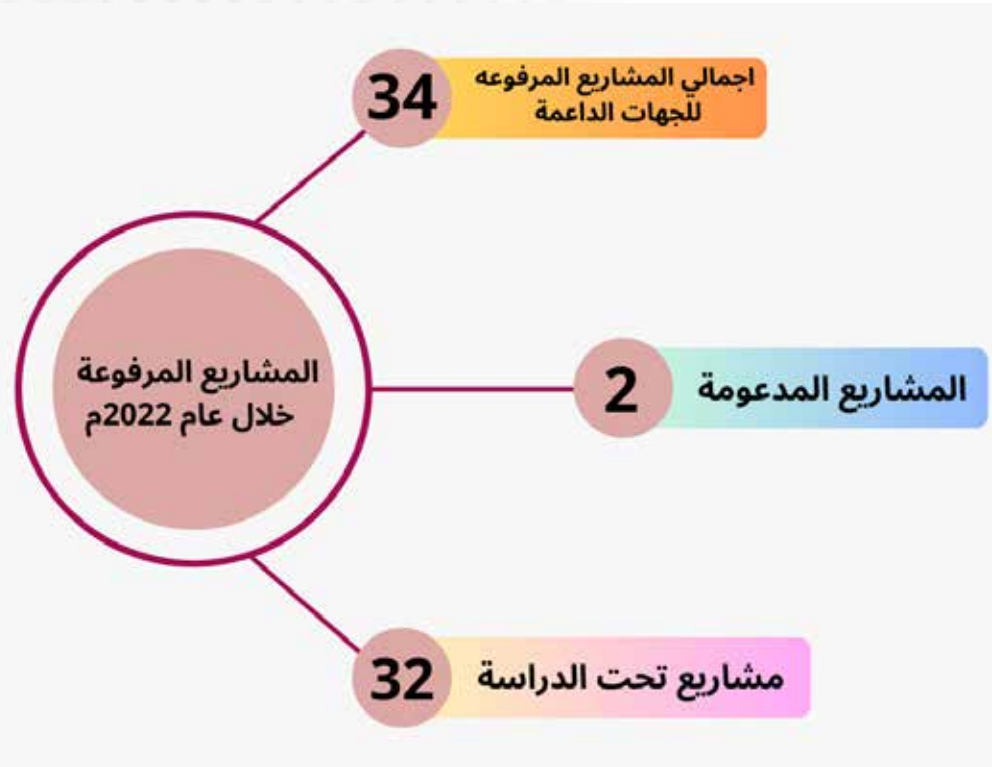 اجمالي المشاريع المرفوعه
للجهات الداعمة
34
المشاريع المرفوعة
خلال عام 2022م
المشاريع المدعومة
2
مشاريع تحت الدراسة
32